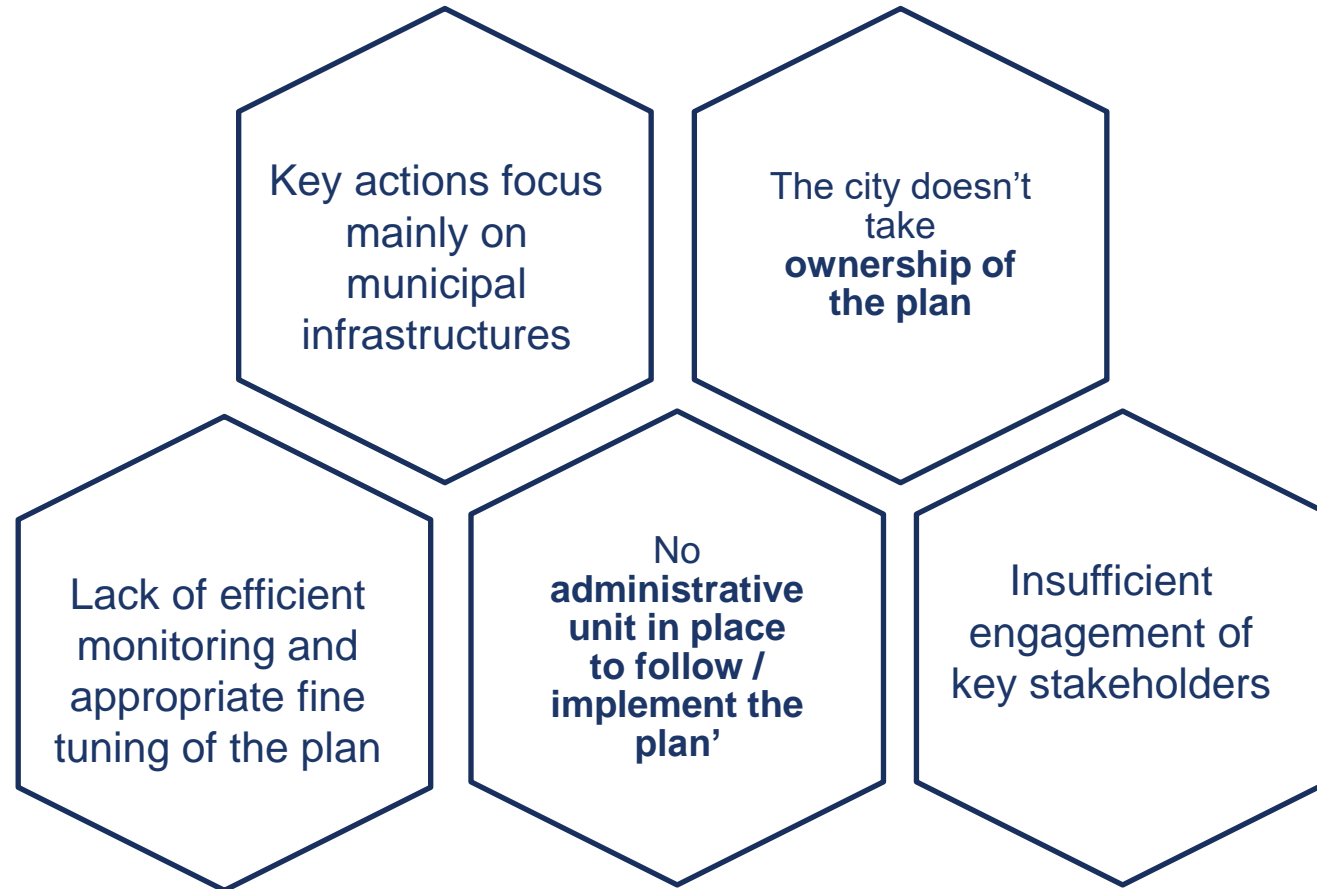 Key actions focus
mainly on
municipal
infrastructures
The city doesn’t
take
ownership of
the plan
Lack of efficient
monitoring and
appropriate fine
tuning of the plan
No
administrative
unit in place
to follow /
implement the
plan’
Insufficient
engagement of
key stakeholders